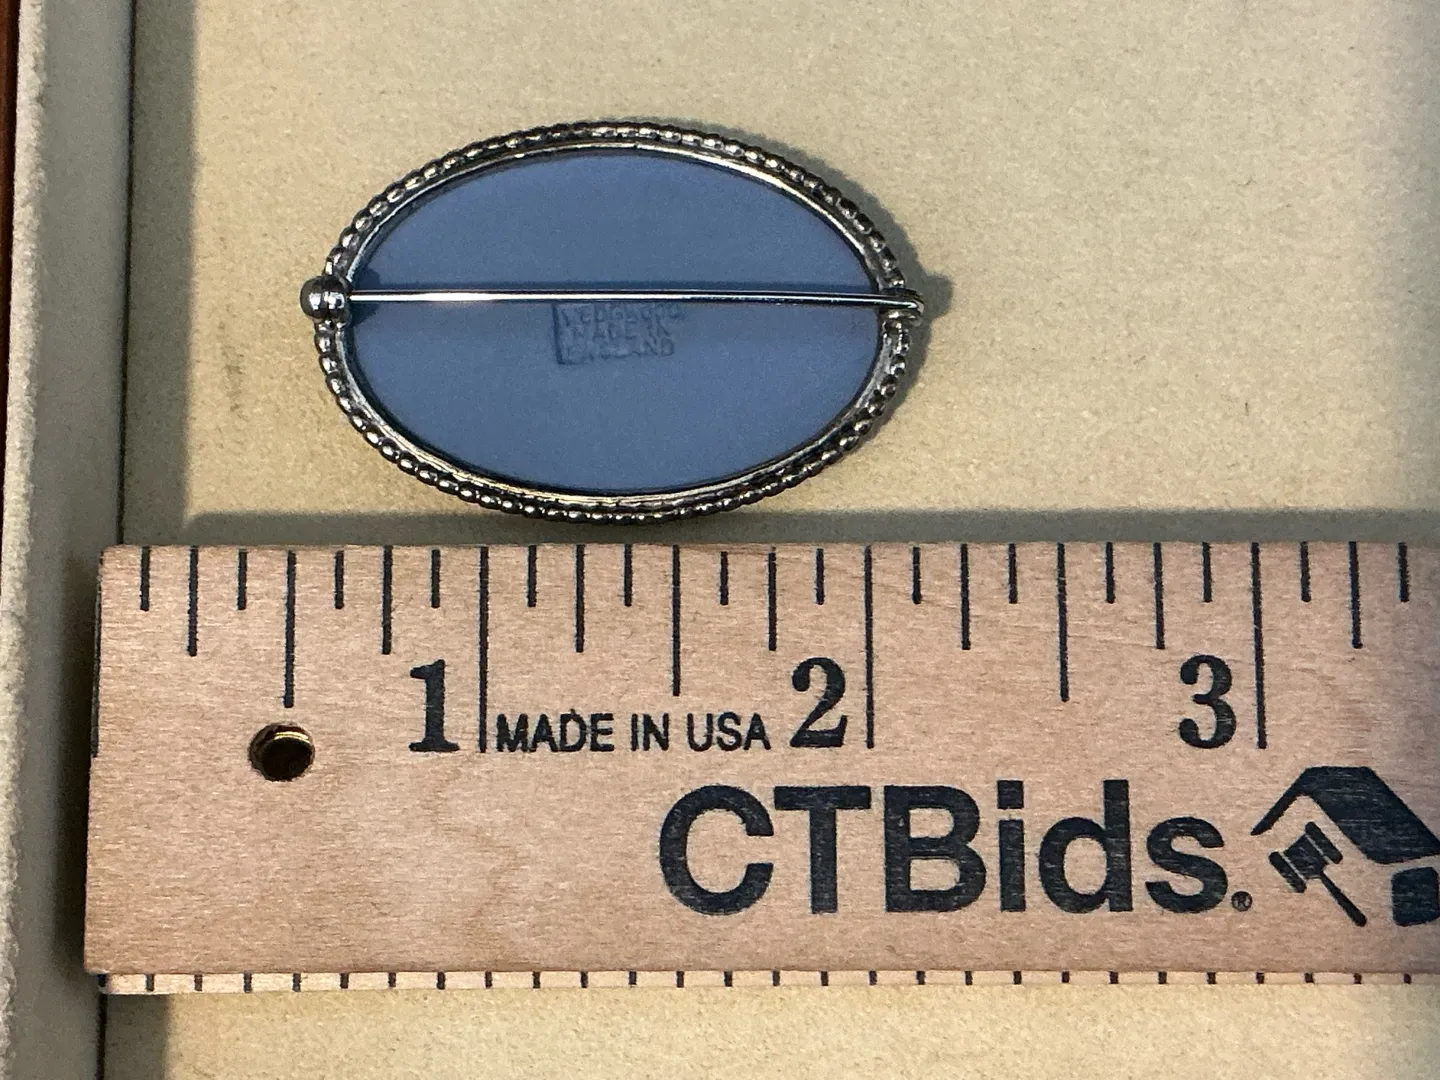 WEDGWOOD
MADE IN
ENGLAND
1 MADE IN USA 2 3
CTBids.®